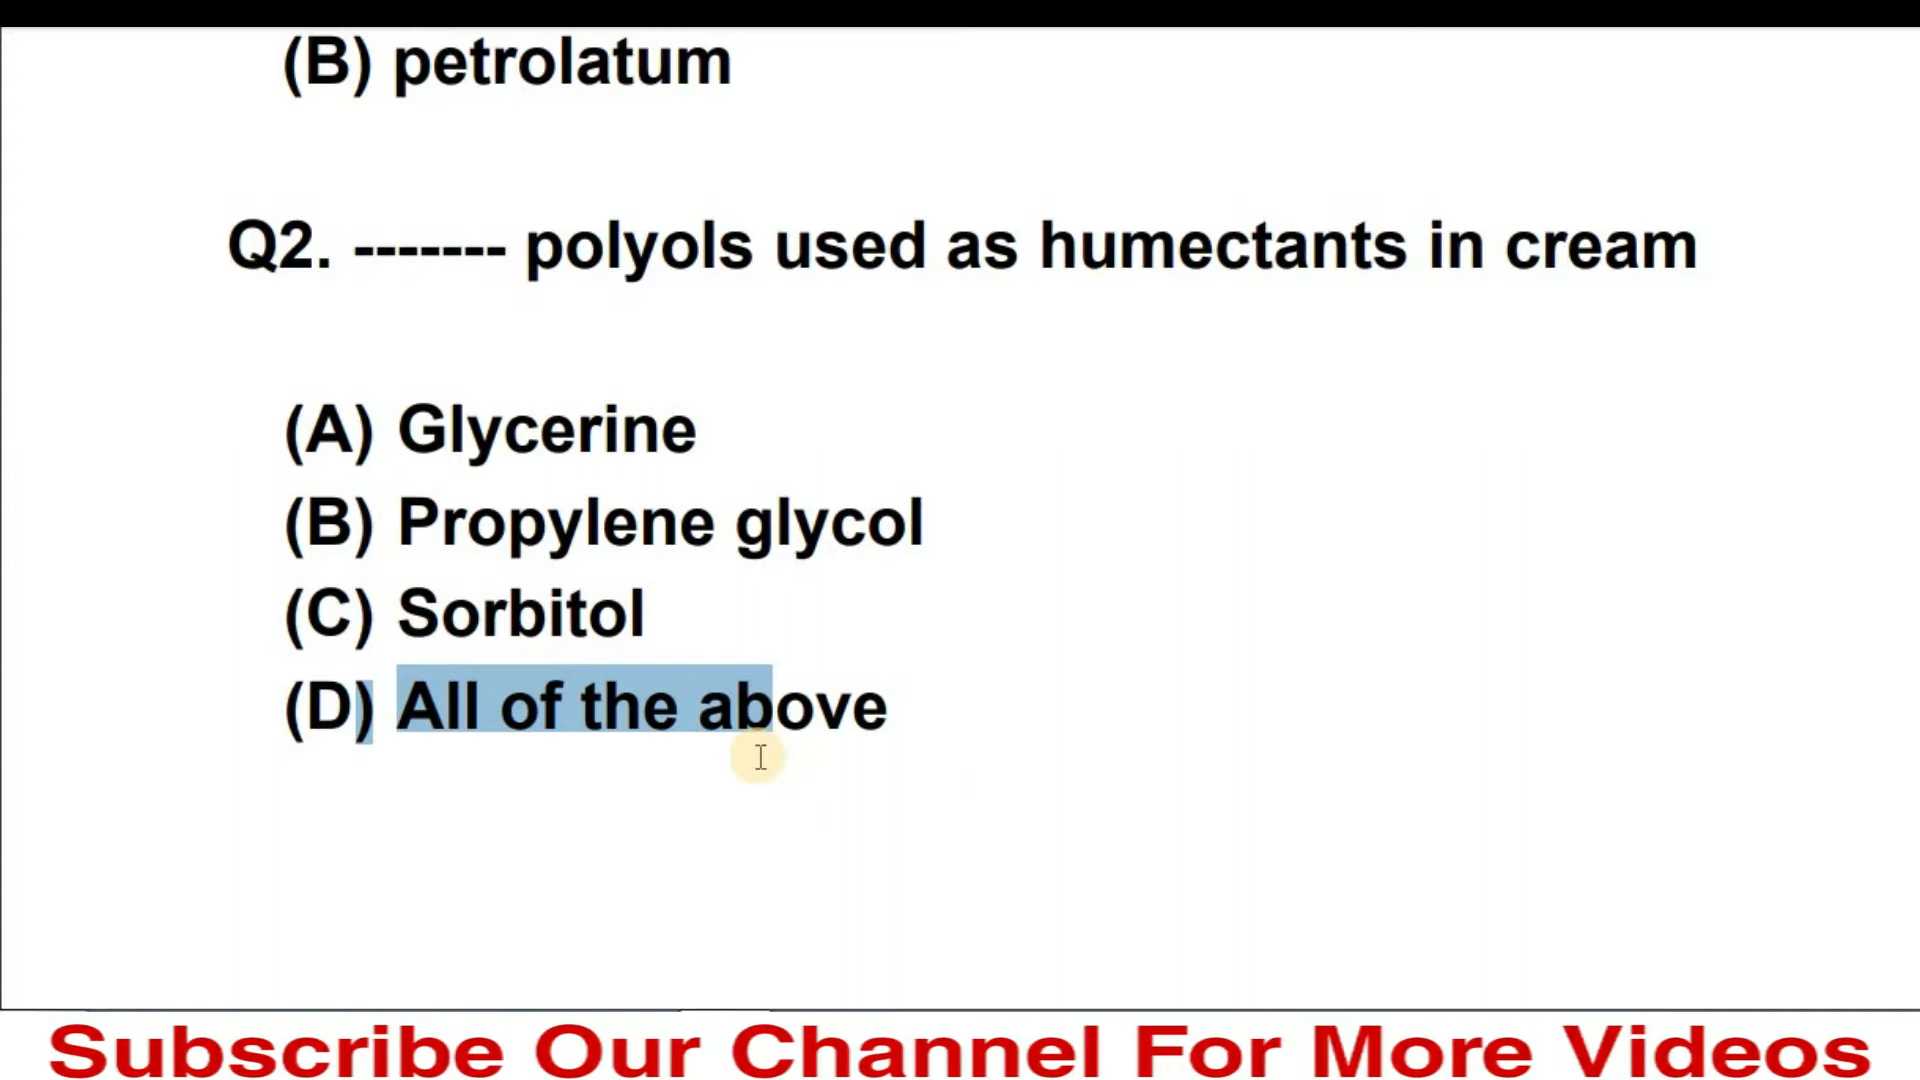 (B) petrolatum
Q2. ------- polyols used as humectants in cream
(A) Glycerine
(B) Propylene glycol
(C) Sorbitol
(D) All of the above
Subscribe Our Channel For More Videos